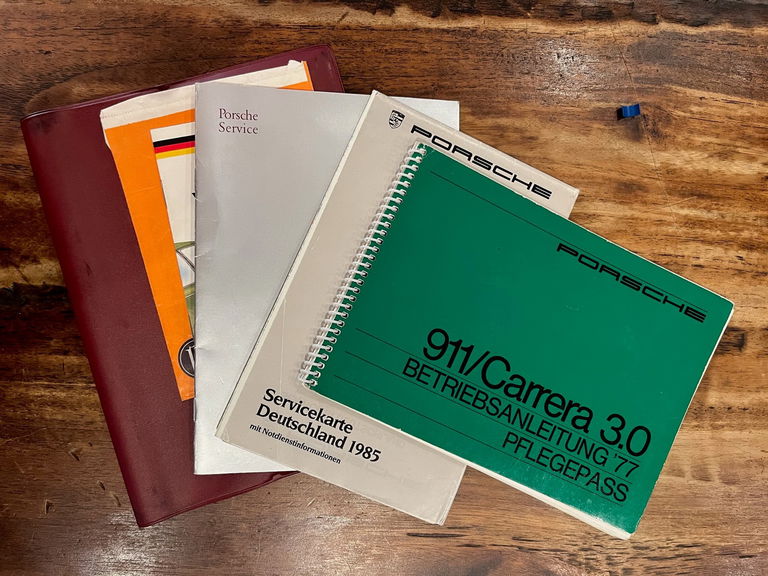 Porsche
Service
PORSCHE
Servicekarte
Deutschland 1985
mit Notdienstinformationen
PORSCHE
911/Carrera 3.0
BETRIEBSANLEITUNG '77
PFLEGEPASS